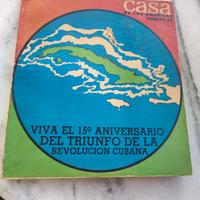 casa
DE LAS AMERICAS
VIVA EL 15º ANIVERSARIO
DEL TRIUNFO DE LA
REVOLUCION CUBANA